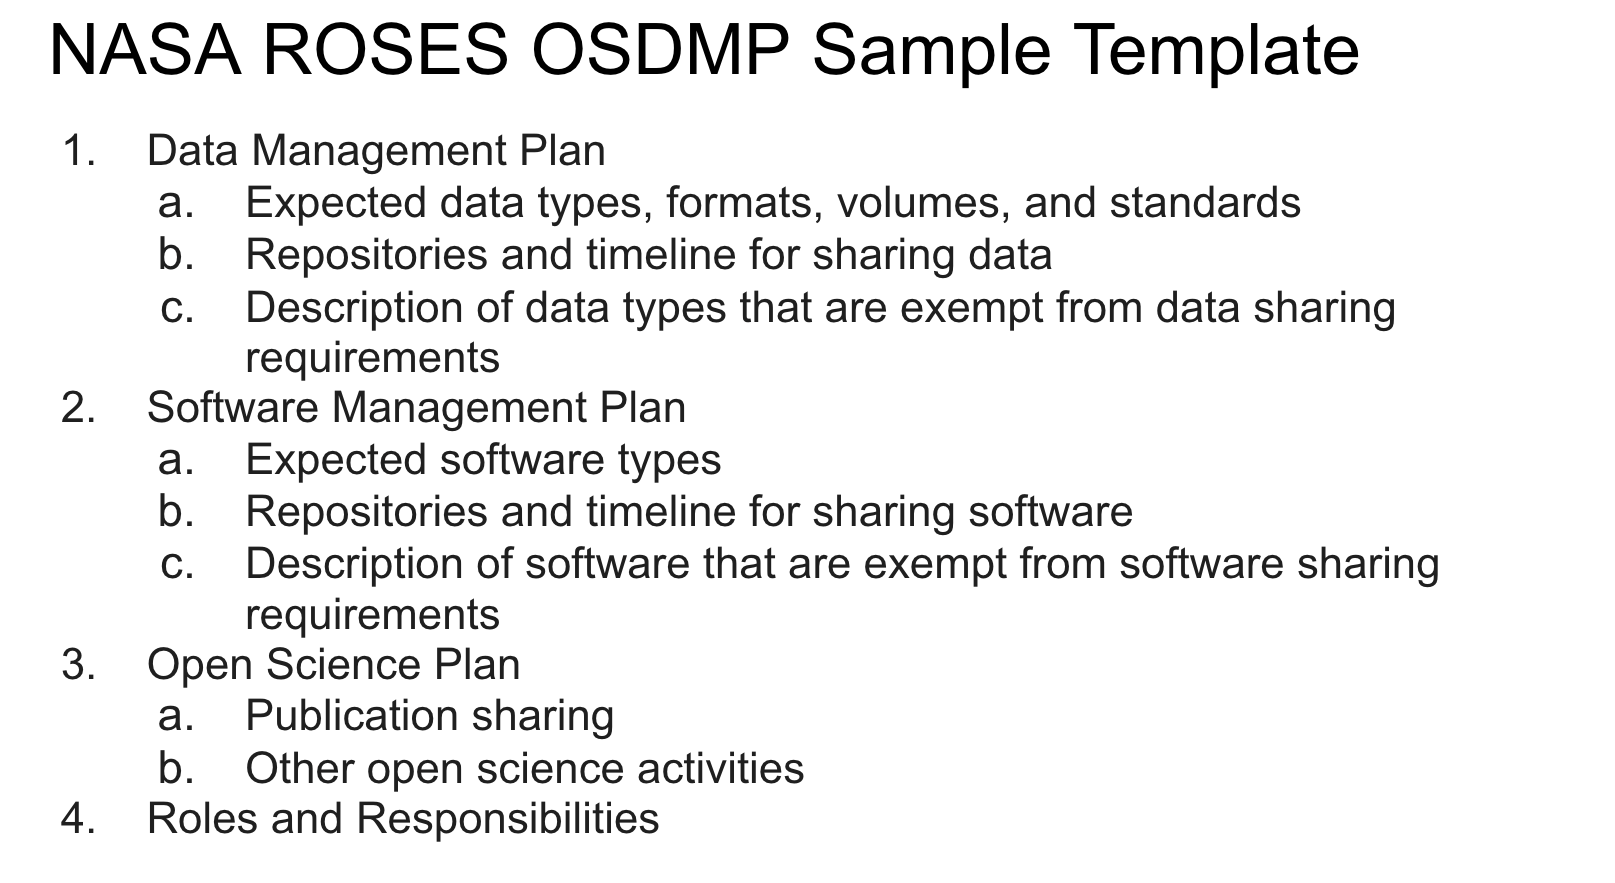 NASA ROSES OSDMP Sample Template
1. Data Management Plan
a. Expected data types, formats, volumes, and standards
b. Repositories and timeline for sharing data
c. Description of data types that are exempt from data sharing
requirements
2. Software Management Plan
a. Expected software types
b. Repositories and timeline for sharing software
c. Description of software that are exempt from software sharing
requirements
3. Open Science Plan
a. Publication sharing
b. Other open science activities
4. Roles and Responsibilities